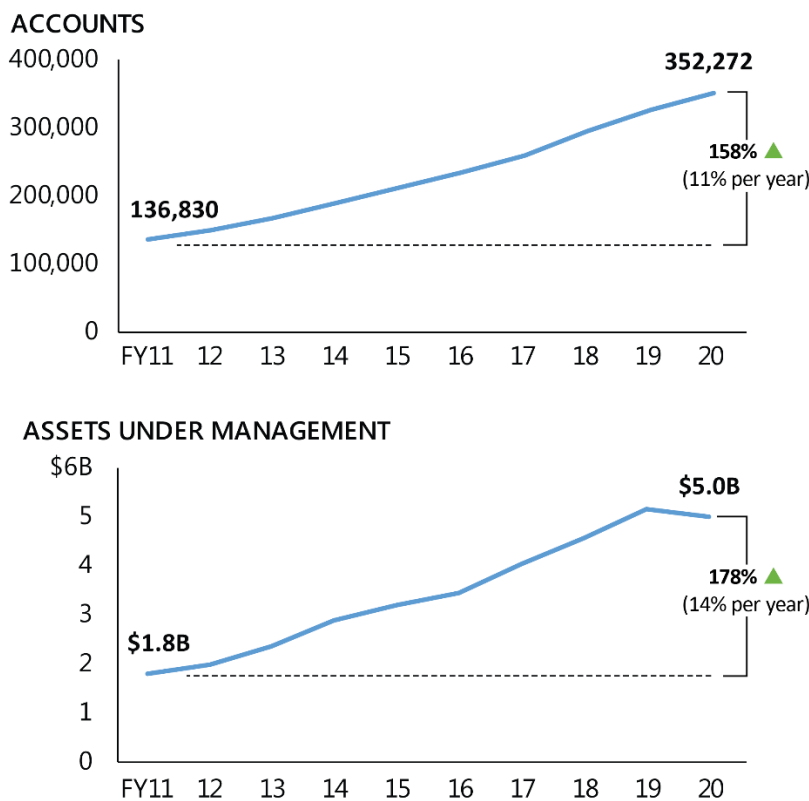 ACCOUNTS
400,000
352,272
300,000
158%
(11% per year)
200,000
136,830
100,000
0
FY11 12 13 14 15 16 17 18 19 20
ASSETS UNDER MANAGEMENT
$6B
$5.0B
5
4
178%
(14% per year)
3
$1.8B
2
1
0
FY11 12 13 14 15 16 17 18 19 20